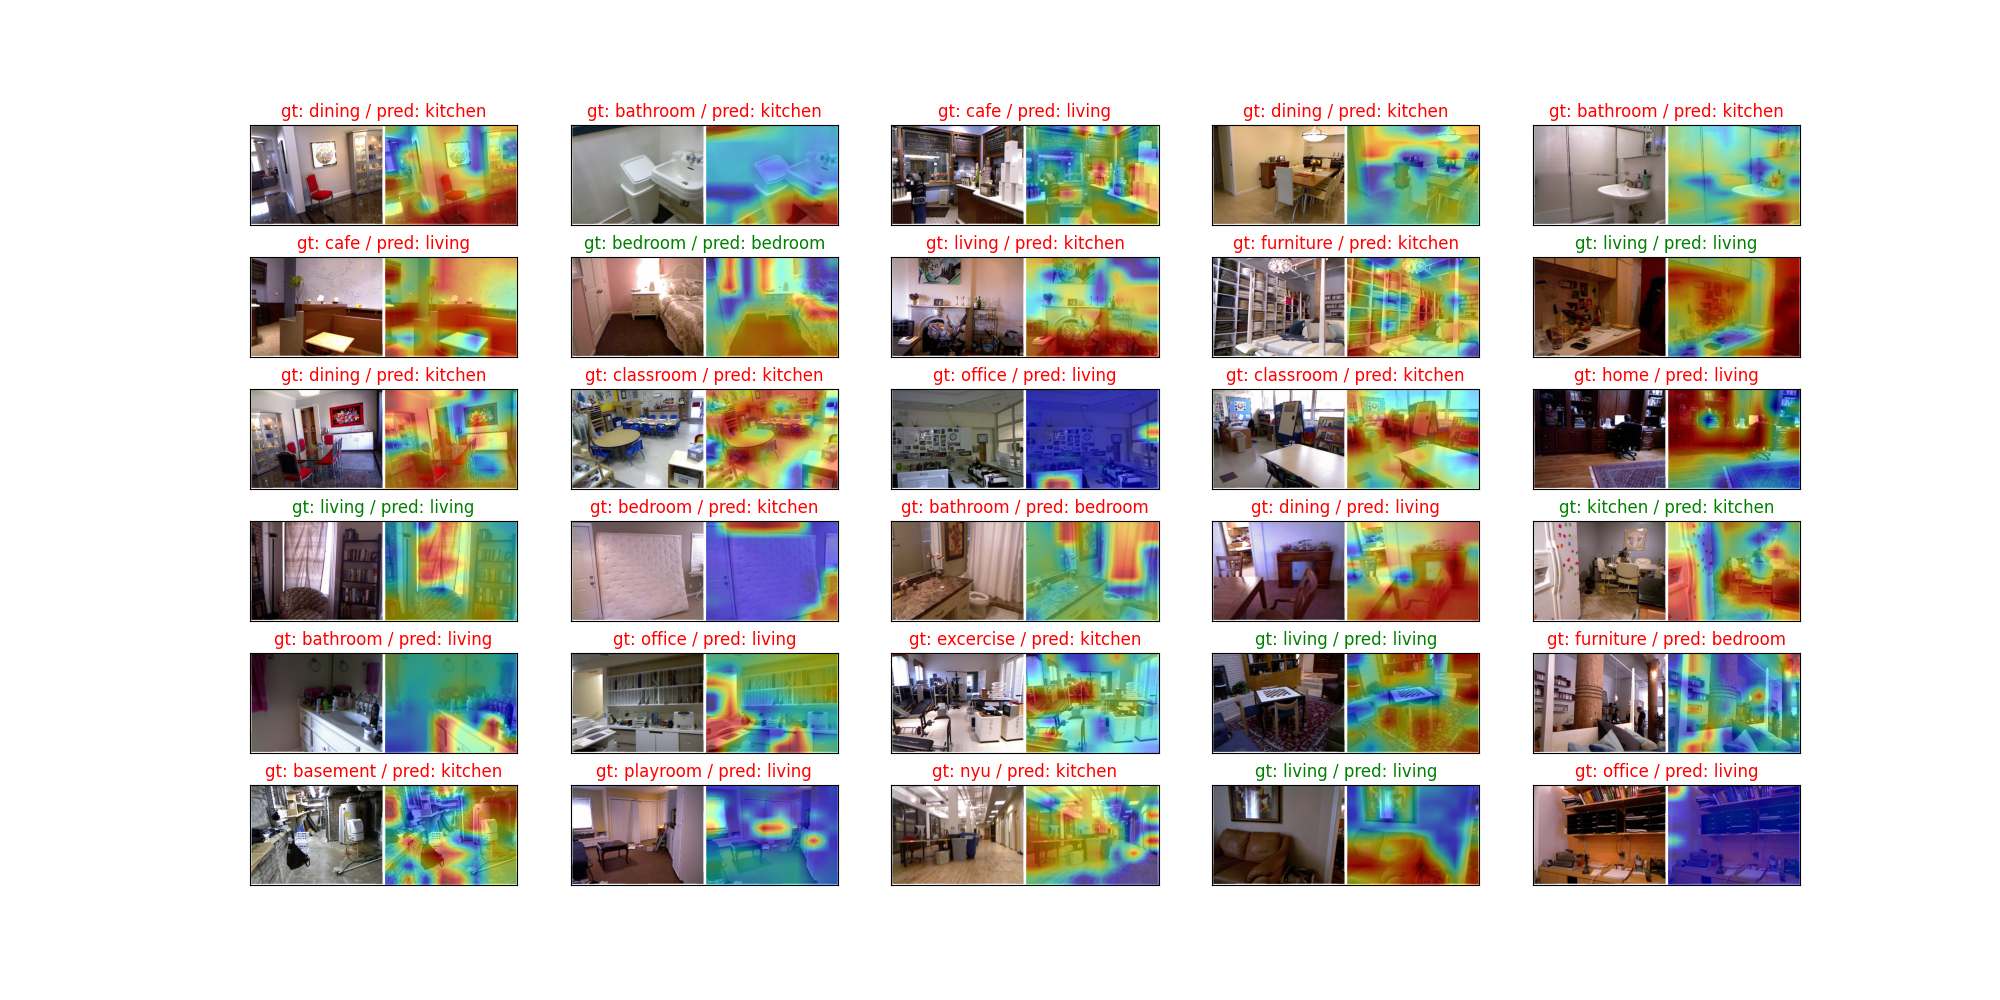 gt: dining / pred: kitchen
gt: bathroom / pred: kitchen
gt: cafe / pred: living
gt: dining / pred: kitchen
gt: bathroom / pred: kitchen
gt: cafe / pred: living
gt: bedroom / pred: bedroom
gt: living / pred: kitchen
gt: furniture / pred: kitchen
gt: living / pred: living
gt: dining / pred: kitchen
gt: classroom / pred: kitchen
gt: office / pred: living
gt: classroom / pred: kitchen
gt: home / pred: living
gt: living / pred: living
gt: bedroom / pred: kitchen
gt: bathroom / pred: bedroom
gt: dining / pred: living
gt: kitchen / pred: kitchen
gt: bathroom / pred: living
gt: office / pred: living
gt: excercise / pred: kitchen
gt: living / pred: living
gt: furniture / pred: bedroom
gt: basement / pred: kitchen
gt: playroom / pred: living
gt: nyu / pred: kitchen
gt: living / pred: living
gt: office / pred: living